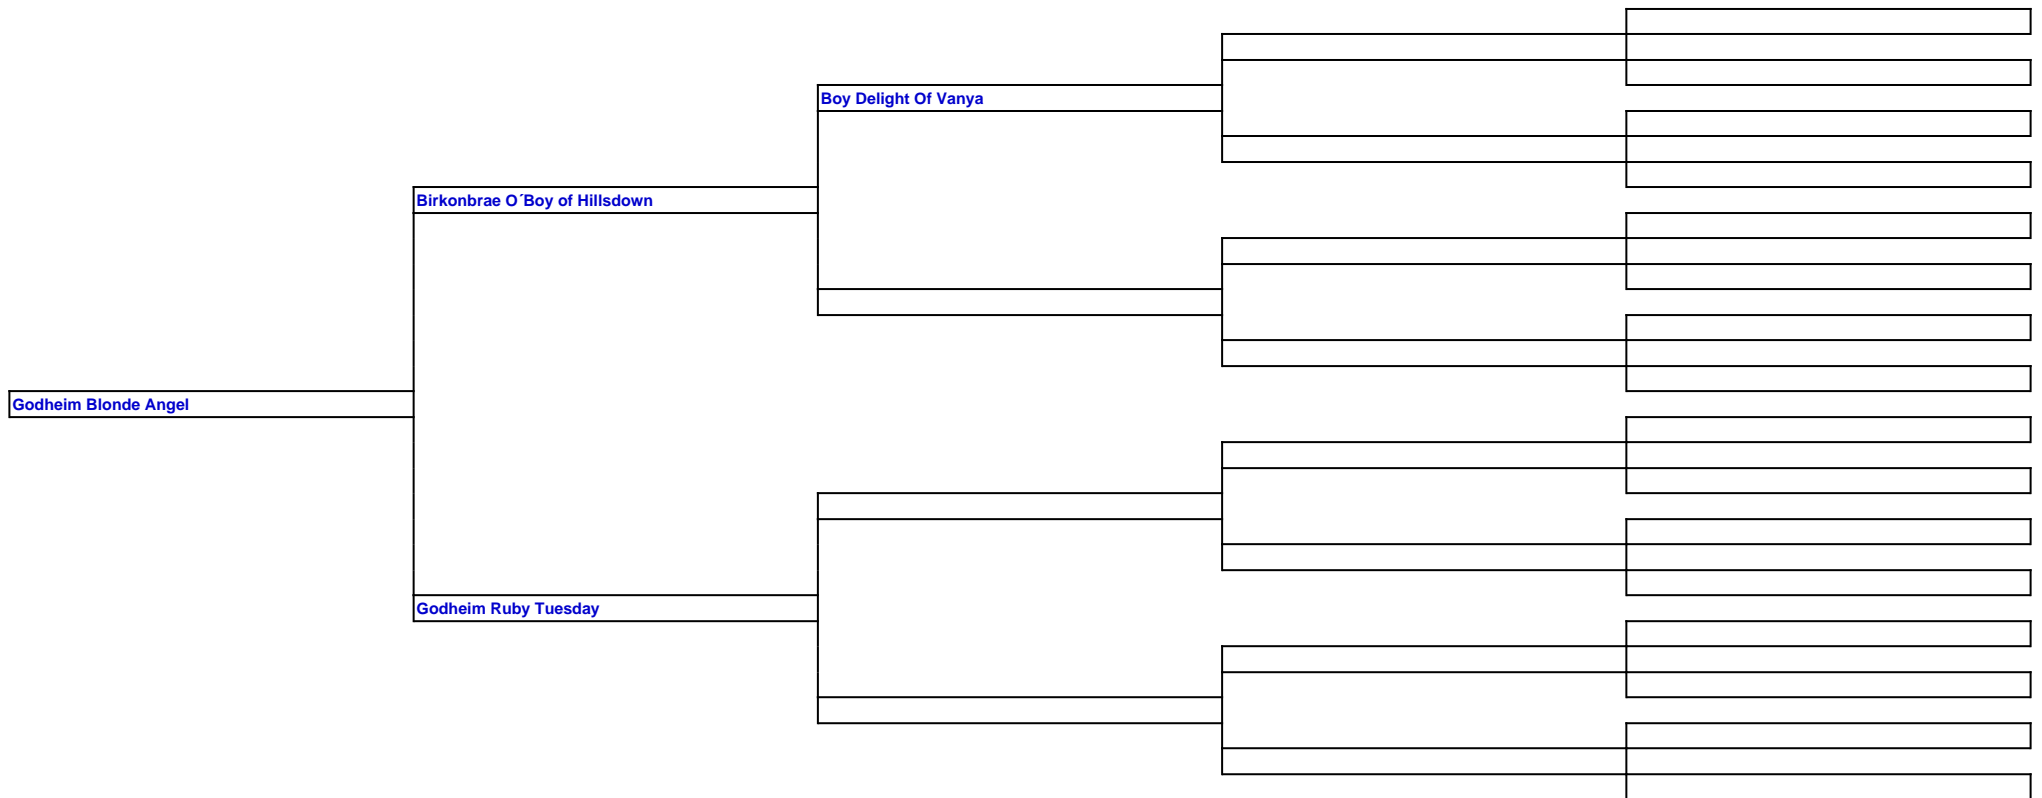 Boy Delight Of Vanya
Birkonbrae O´Boy of Hillsdown
Godheim Blonde Angel
Godheim Ruby Tuesday